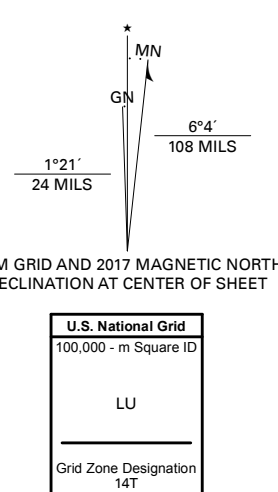 ★
MN
GN
6°4´
108 MILS
1°21´
24 MILS
M GRID AND 2017 MAGNETIC NORTH
ECLINATION AT CENTER OF SHEET
U.S. National Grid
100,000 - m Square ID
LU
Grid Zone Designation
14T